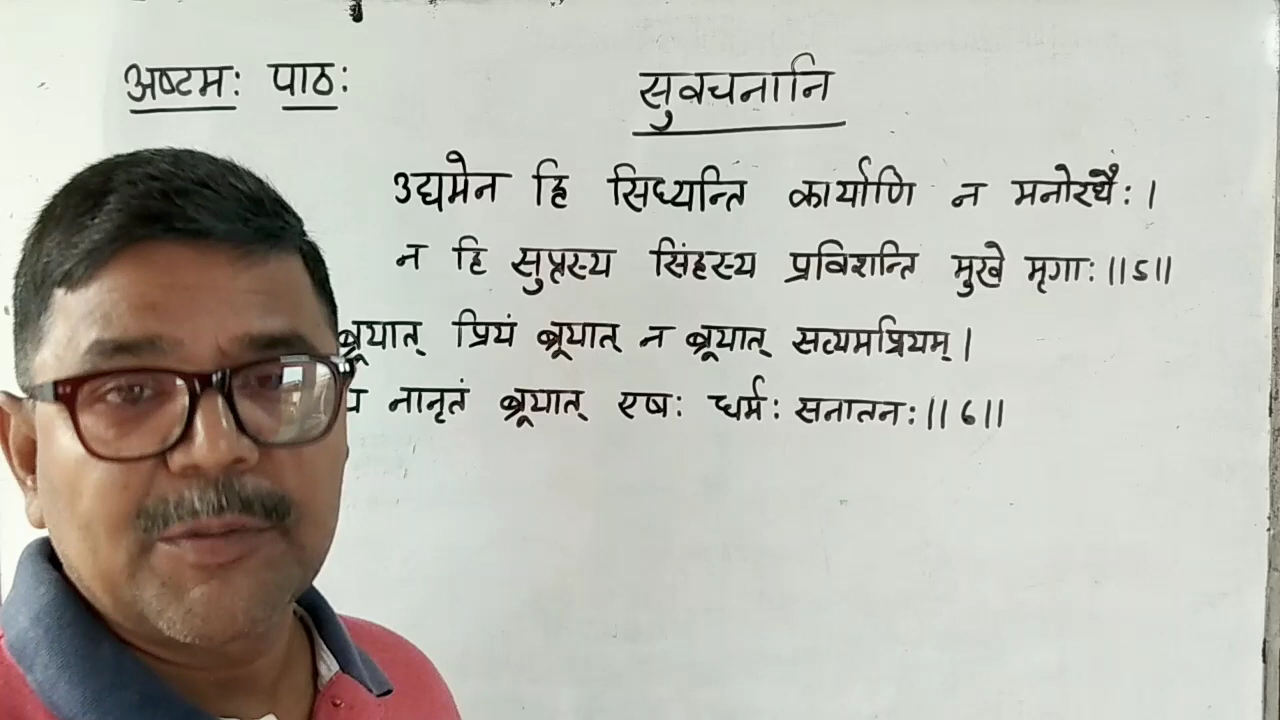 अष्टमः पाठः सुवचनानि
उद्यमेन हि सिध्यन्ति कार्याणि न मनोरथैः।
न हि सुप्तस्य सिंहस्य प्रविशन्ति मुखे मृगाः॥5॥
ब्रूयात् प्रियं ब्रूयात् न ब्रूयात् सत्यमप्रियम्।
नानृतं ब्रूयात् एषः धर्मः सनातनः॥6॥